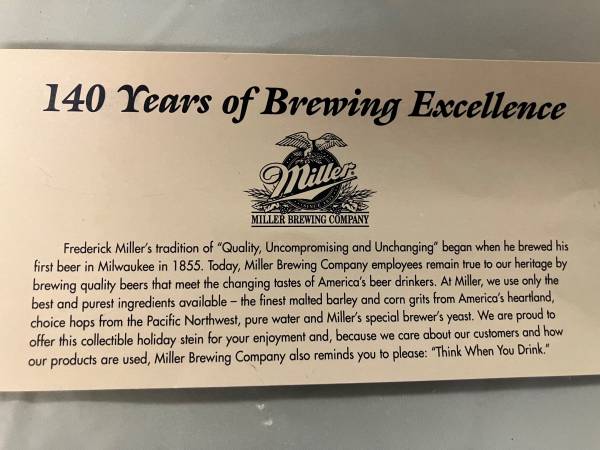 140 Years of Brewing Excellence
Miller
MILLER BREWING COMPANY
Frederick Miller's tradition of "Quality, Uncompromising and Unchanging" began when he brewed his
first beer in Milwaukee in 1855. Today, Miller Brewing Company employees remain true to our heritage by
brewing quality beers that meet the changing tastes of America's beer drinkers. At Miller, we use only the
best and purest ingredients available – the finest malted barley and corn grits from America's heartland,
choice hops from the Pacific Northwest, pure water and Miller's special brewer's yeast. We are proud to
offer this collectible holiday stein for your enjoyment and, because we care about our customers and how
our products are used, Miller Brewing Company also reminds you to please: "Think When You Drink."